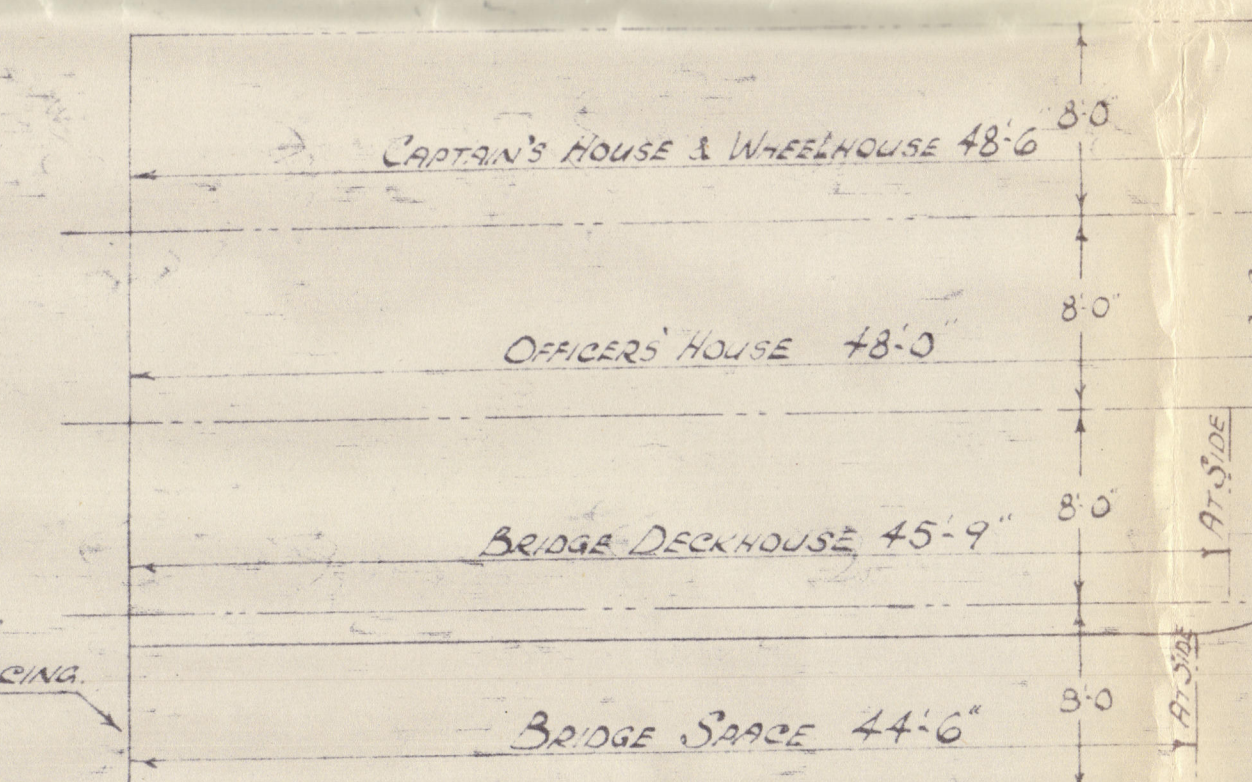 CAPTAIN'S HOUSE & WHEELHOUSE 48'-6
8'-0"
OFFICERS' HOUSE 48'-0"
8'-0"
BRIDGE DECKHOUSE 45'-9"
8'-0"
AT SIDE
CING.
BRIDGE SPACE 44'-6"
8'-0
AT SIDE